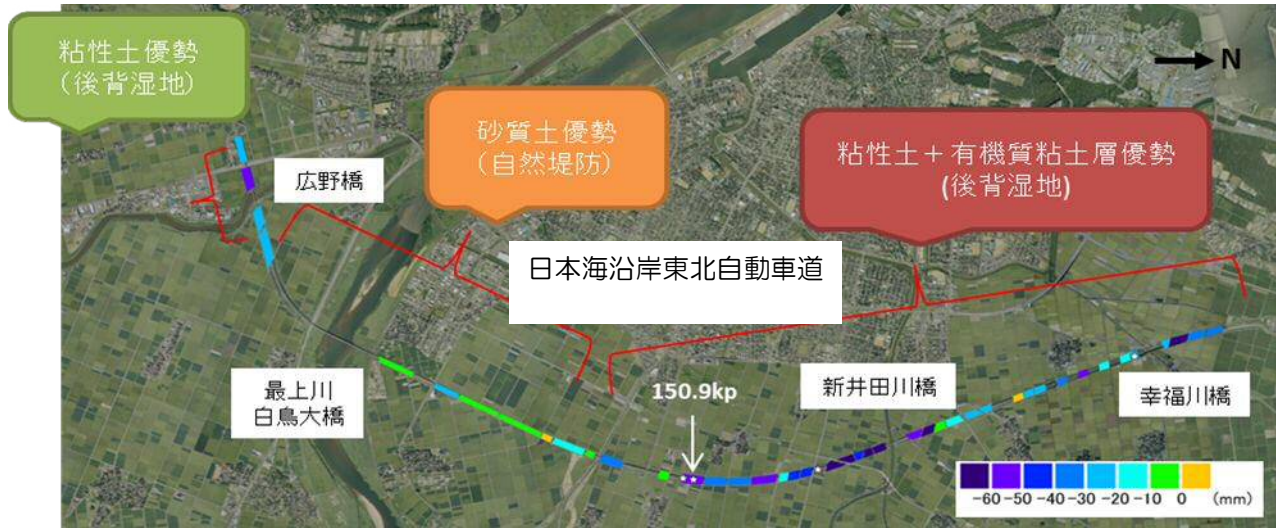 粘性土優勢
(後背湿地)
N
砂質土優勢
(自然堤防)
粘性土+有機質粘土層優勢
(後背湿地)
広野橋
日本海沿岸東北自動車道
最上川
白鳥大橋
150.9kp
新井田川橋
幸福川橋
-60 -50 -40 -30 -20 -10 0 (mm)